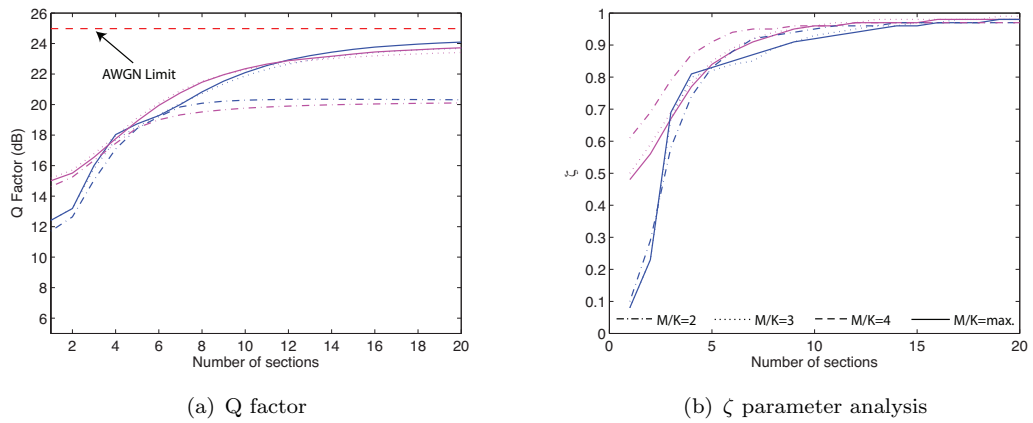 26
24
22
20
18
16
14
12
10
8
6
Q Factor (dB)
AWGN Limit
2 4 6 8 10 12 14 16 18 20
Number of sections
(a) Q factor
1
0.9
0.8
0.7
0.6
0.5
0.4
0.3
0.2
0.1
0
ζ
M/K=2 M/K=3 M/K=4 M/K=max.
0 5 10 15 20
Number of sections
(b) ζ parameter analysis